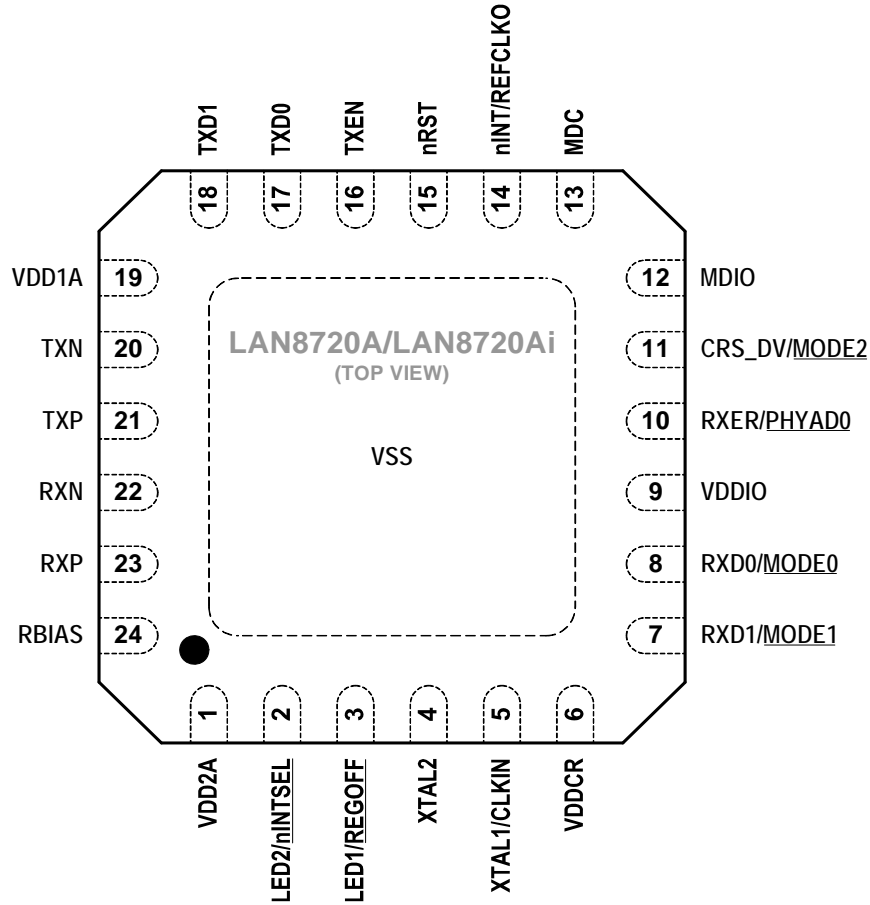 TXD1
TXD0
TXEN
nRST
nINT/REFCLKO
MDC
18
17
16
15
14
13
VDD1A 19
TXN 20
TXP 21
RXN 22
RXP 23
RBIAS 24
LAN8720A/LAN8720Ai
(TOP VIEW)
VSS
12 MDIO
11 CRS_DV/MODE2
10 RXER/PHYAD0
9 VDDIO
8 RXD0/MODE0
7 RXD1/MODE1
1
2
3
4
5
6
VDD2A
LED2/nINTSEL
LED1/REGOFF
XTAL2
XTAL1/CLKIN
VDDCR